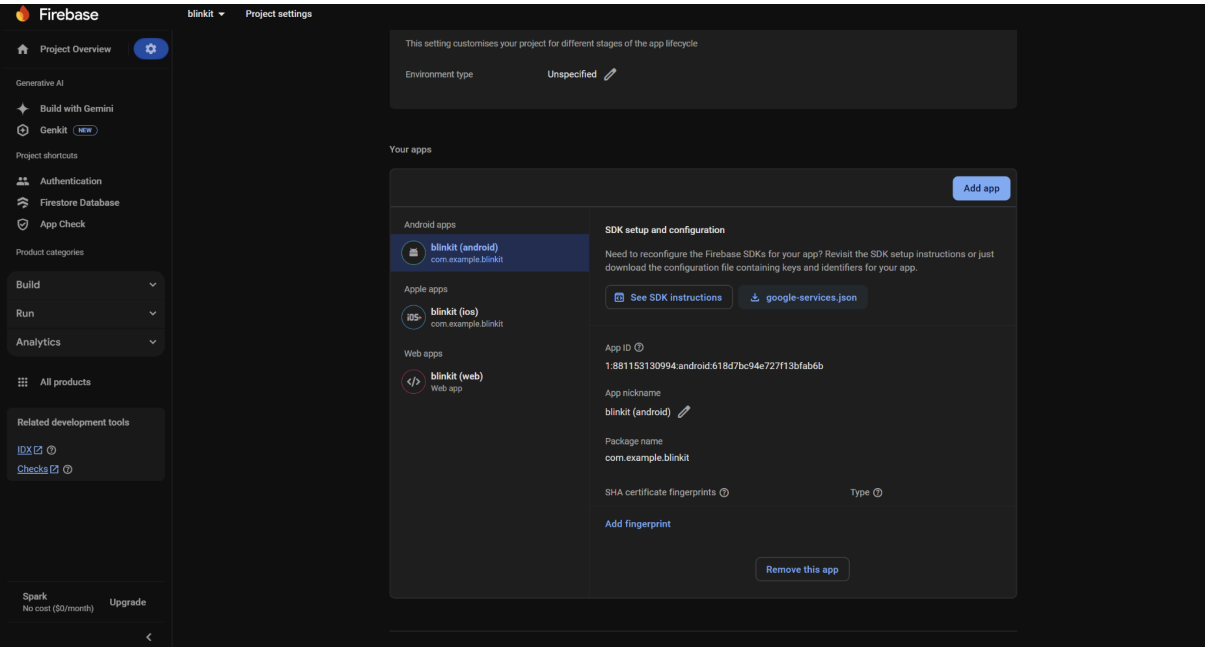 Firebase
blinkit
Project settings
Project Overview
Generative AI
Build with Gemini
Genkit NEW
Project shortcuts
Authentication
Firestore Database
App Check
Product categories
Build
Run
Analytics
All products
Related development tools
IDX
Checks
Spark
No cost ($0/month)
Upgrade
This setting customises your project for different stages of the app lifecycle
Environment type Unspecified
Your apps
Add app
Android apps
blinkit (android)
com.example.blinkit
Apple apps
iOS+
blinkit (ios)
com.example.blinkit
Web apps
</>
blinkit (web)
Web app
SDK setup and configuration
Need to reconfigure the Firebase SDKs for your app? Revisit the SDK setup instructions or just
download the configuration file containing keys and identifiers for your app.
See SDK instructions
google-services.json
App ID
1:881153130994:android:618d7bc94e727f13bfab6b
App nickname
blinkit (android)
Package name
com.example.blinkit
SHA certificate fingerprints Type
Add fingerprint
Remove this app